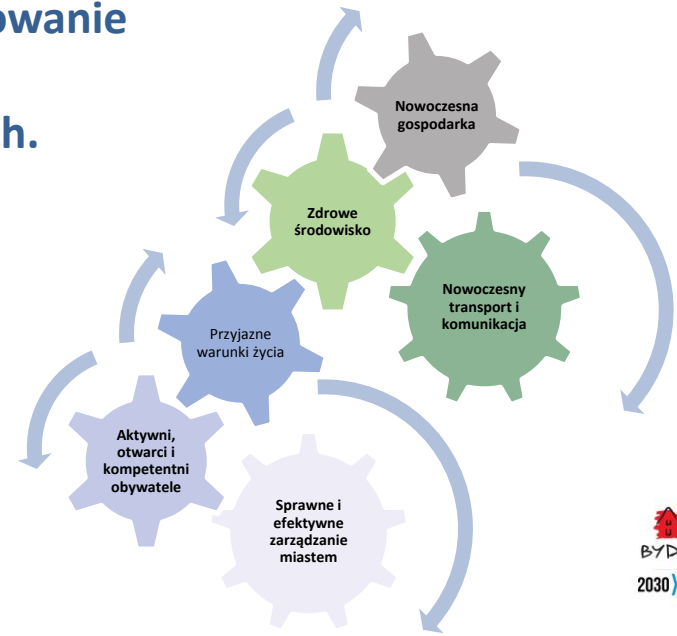 owanie
h.
Nowoczesna
gospodarka
Zdrowe
środowisko
Nowoczesny
transport i
komunikacja
Przyjazne
warunki życia
Aktywni,
otwarci i
kompetentni
obywatele
Sprawne i
efektywne
zarządzanie
miastem
BYD
2030